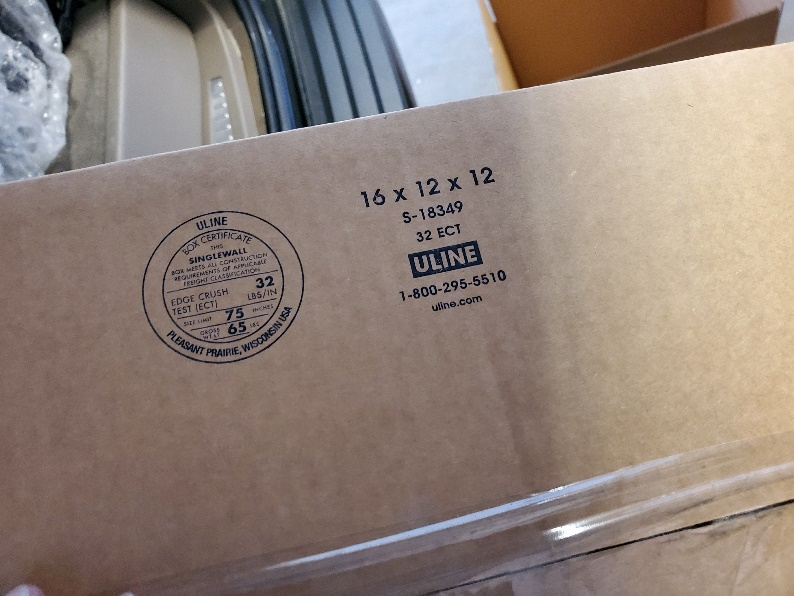 ULINE
BOX CERTIFICATE
THIS
SINGLEWALL
BOX MEETS ALL CONSTRUCTION
REQUIREMENTS OF APPLICABLE
FREIGHT CLASSIFICATION
EDGE CRUSH TEST (ECT) 32 LBS/IN
SIZE LIMIT 75 INCHES
GROSS WT LT 65 LBS
PLEASANT PRAIRIE, WISCONSIN USA
16 x 12 x 12
S-18349
32 ECT
ULINE
1-800-295-5510
uline.com